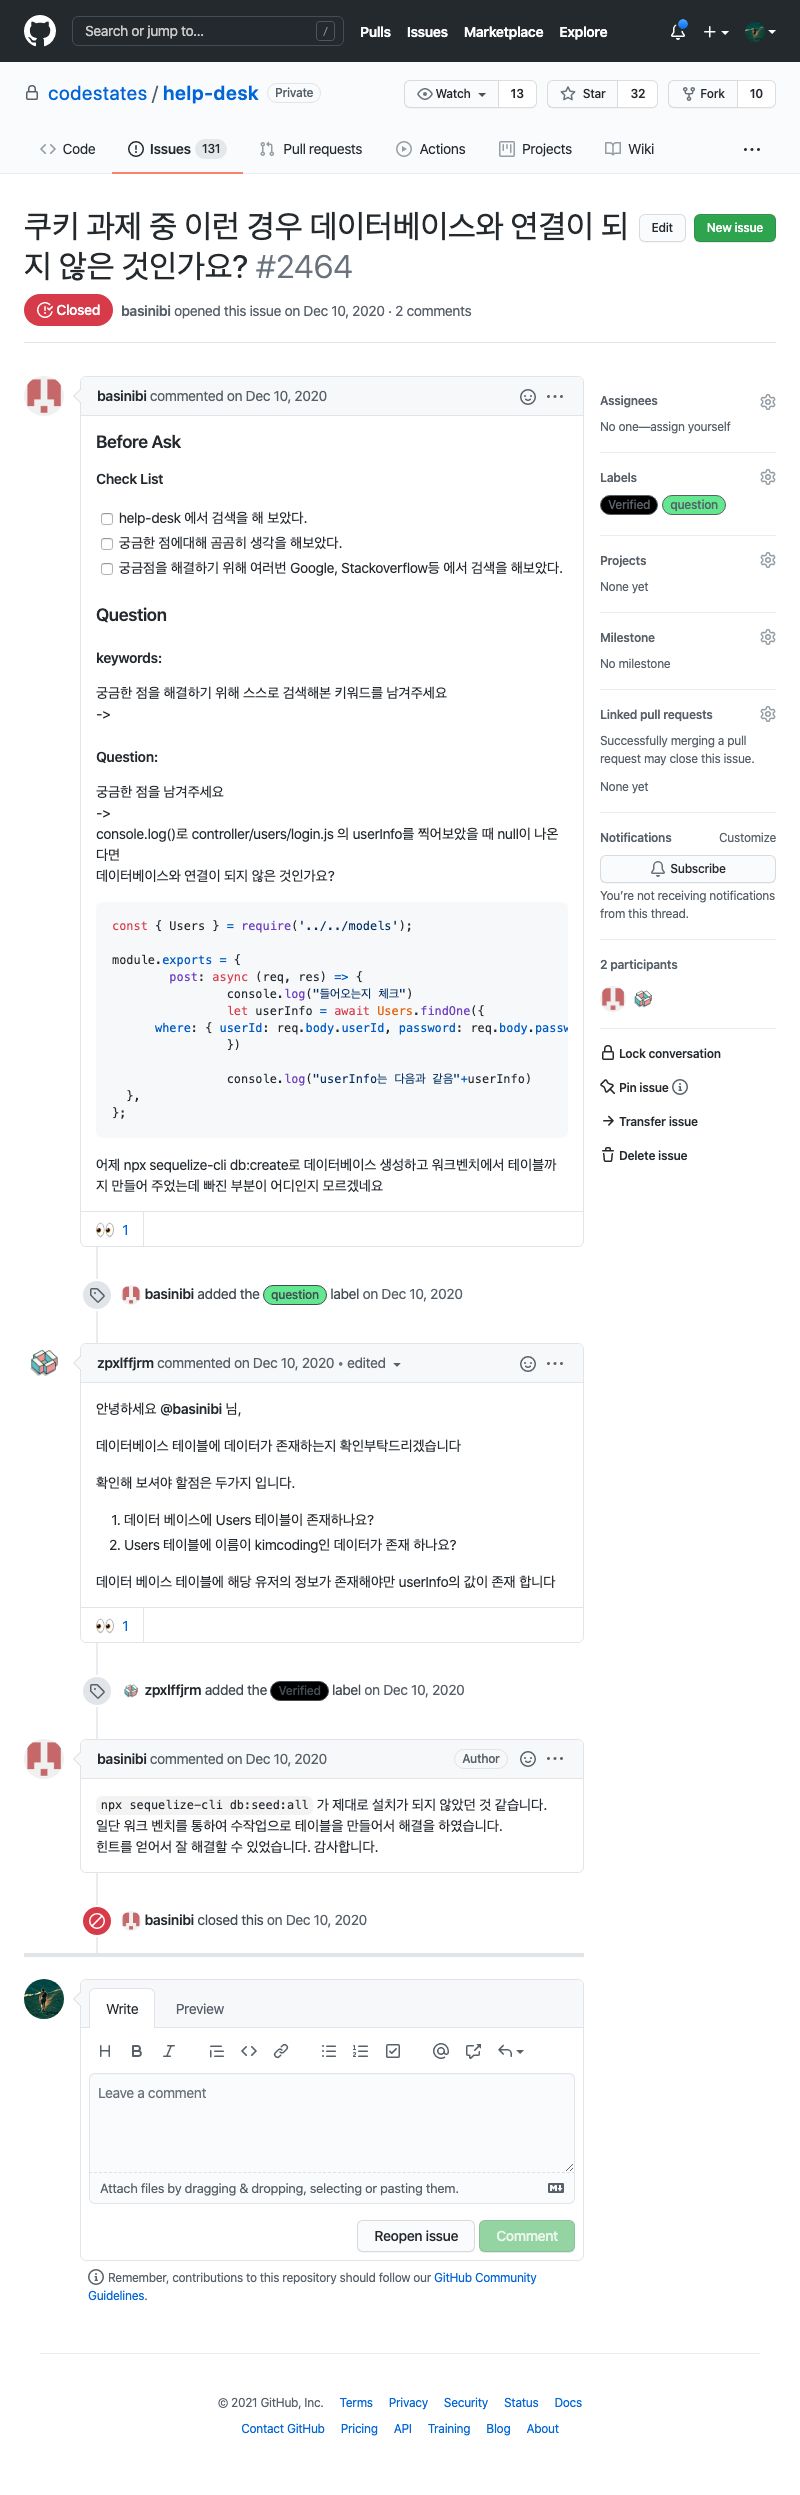 Search or jump to... /
Pulls Issues Marketplace Explore
codestates / help-desk Private
Watch 13 Star 32 Fork 10
Code Issues 131 Pull requests Actions Projects Wiki ...
쿠키 과제 중 이런 경우 데이터베이스와 연결이 되
지 않은 것인가요? #2464
Edit New issue
Closed basinibi opened this issue on Dec 10, 2020 · 2 comments
basinibi commented on Dec 10, 2020
Before Ask
Check List
help-desk 에서 검색을 해 보았다.
궁금한 점에대해 곰곰히 생각을 해보았다.
궁금점을 해결하기 위해 여러번 Google, Stackoverflow등 에서 검색을 해보았다.
Question
keywords:
궁금한 점을 해결하기 위해 스스로 검색해본 키워드를 남겨주세요
->
Question:
궁금한 점을 남겨주세요
->
console.log()로 controller/users/login.js 의 userInfo를 찍어보았을 때 null이 나온
다면
데이터베이스와 연결이 되지 않은 것인가요?
const { Users } = require('../../models');
module.exports = {
post: async (req, res) => {
console.log("들어오는지 체크")
let userInfo = await Users.findOne({
where: { userId: req.body.userId, password: req.body.passw
})
console.log("userInfo는 다음과 같음"+userInfo)
},
};
어제 npx sequelize-cli db:create로 데이터베이스 생성하고 워크벤치에서 테이블까
지 만들어 주었는데 빠진 부분이 어디인지 모르겠네요
👀 1
Assignees
No one—assign yourself
Labels
Verified question
Projects
None yet
Milestone
No milestone
Linked pull requests
Successfully merging a pull
request may close this issue.
None yet
Notifications Customize
Subscribe
You're not receiving notifications
from this thread.
2 participants
Lock conversation
Pin issue
Transfer issue
Delete issue
basinibi added the question label on Dec 10, 2020
zpxlffjrm commented on Dec 10, 2020 • edited
안녕하세요 @basinibi 님,
데이터베이스 테이블에 데이터가 존재하는지 확인부탁드리겠습니다
확인해 보셔야 할점은 두가지 입니다.
1. 데이터 베이스에 Users 테이블이 존재하나요?
2. Users 테이블에 이름이 kimcoding인 데이터가 존재 하나요?
데이터 베이스 테이블에 해당 유저의 정보가 존재해야만 userInfo의 값이 존재 합니다
👀 1
zpxlffjrm added the Verified label on Dec 10, 2020
basinibi commented on Dec 10, 2020 Author
npx sequelize-cli db:seed:all 가 제대로 설치가 되지 않았던 것 같습니다.
일단 워크 벤치를 통하여 수작업으로 테이블을 만들어서 해결을 하였습니다.
힌트를 얻어서 잘 해결할 수 있었습니다. 감사합니다.
basinibi closed this on Dec 10, 2020
Write Preview
H B I
Leave a comment
Attach files by dragging & dropping, selecting or pasting them.
Reopen issue Comment
Remember, contributions to this repository should follow our GitHub Community
Guidelines.
© 2021 GitHub, Inc. Terms Privacy Security Status Docs
Contact GitHub Pricing API Training Blog About